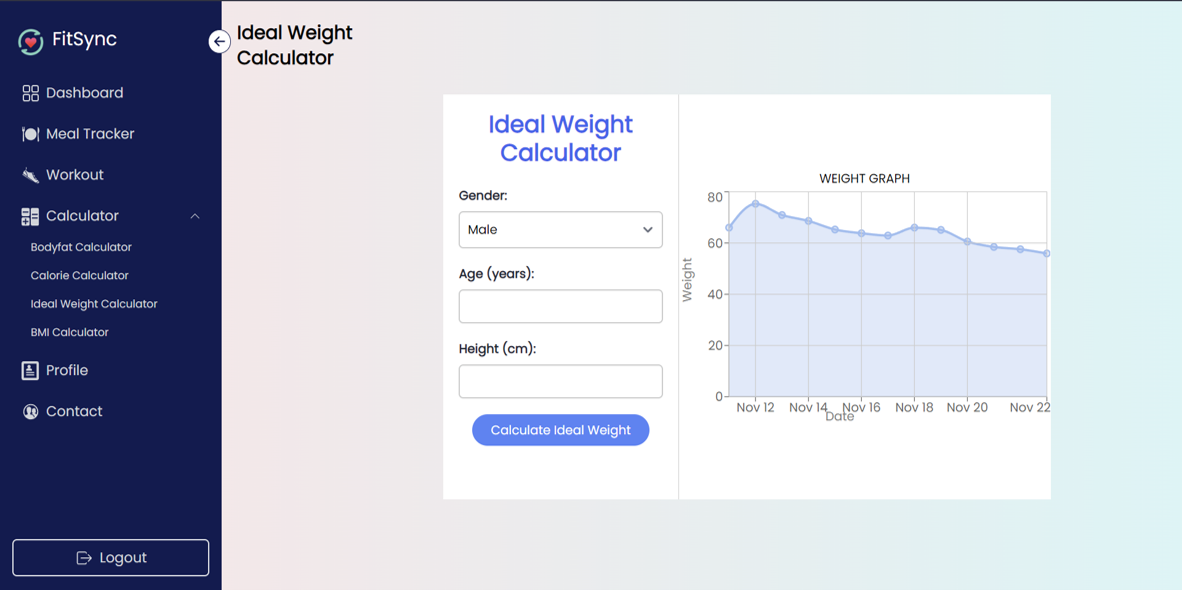 FitSync
Dashboard
Meal Tracker
Workout
Calculator
Bodyfat Calculator
Calorie Calculator
Ideal Weight Calculator
BMI Calculator
Profile
Contact
Logout
Ideal Weight
Calculator
Ideal Weight
Calculator
Gender:
Male
Age (years):
Height (cm):
Calculate Ideal Weight
WEIGHT GRAPH
Weight
80
60
40
20
0
Nov 12 Nov 14 Nov 16 Nov 18 Nov 20 Nov 22
Date